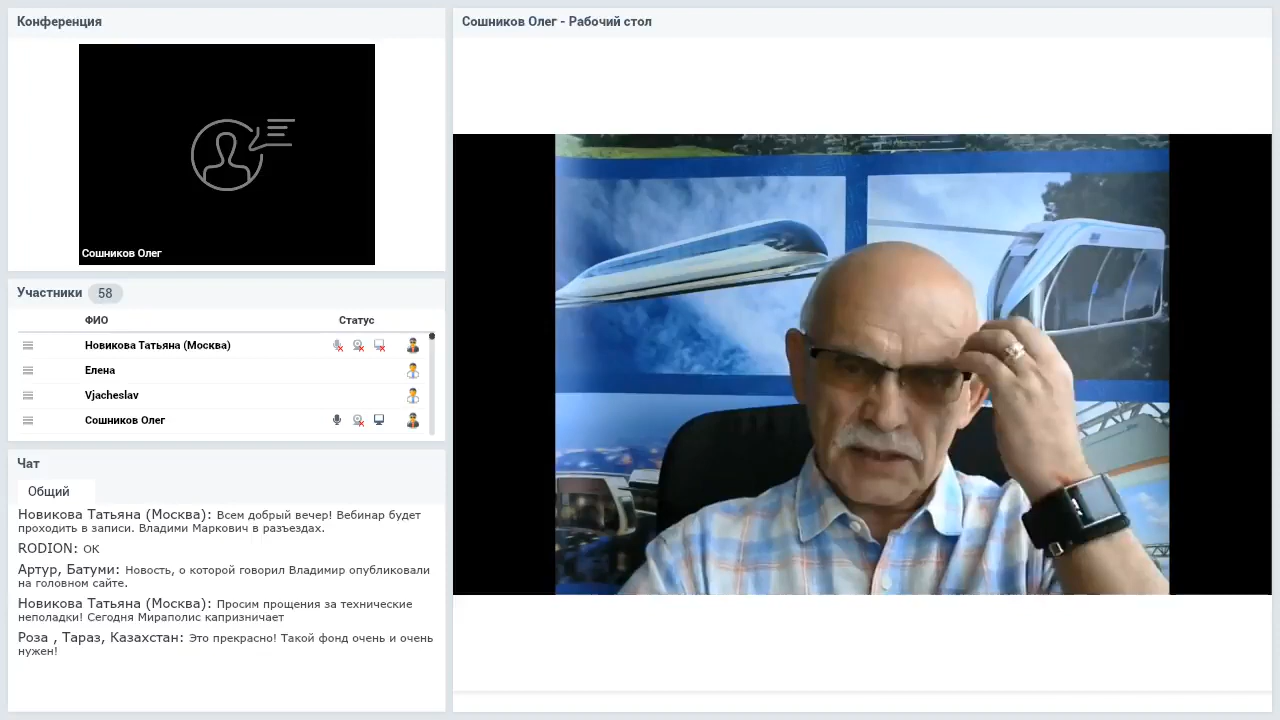 Конференция
Сошников Олег
Участники 58
ФИО Статус
Новикова Татьяна (Москва)
Елена
Vjacheslav
Сошников Олег
Чат
Общий
Новикова Татьяна (Москва): Всем добрый вечер! Вебинар будет
проходить в записи. Владими Маркович в разъездах.
RODION: ОК
Артур, Батуми: Новость, о которой говорил Владимир опубликовали
на головном сайте.
Новикова Татьяна (Москва): Просим прощения за технические
неполадки! Сегодня Мираполис капризничает
Роза , Тараз, Казахстан: Это прекрасно! Такой фонд очень и очень
нужен!
Сошников Олег - Рабочий стол